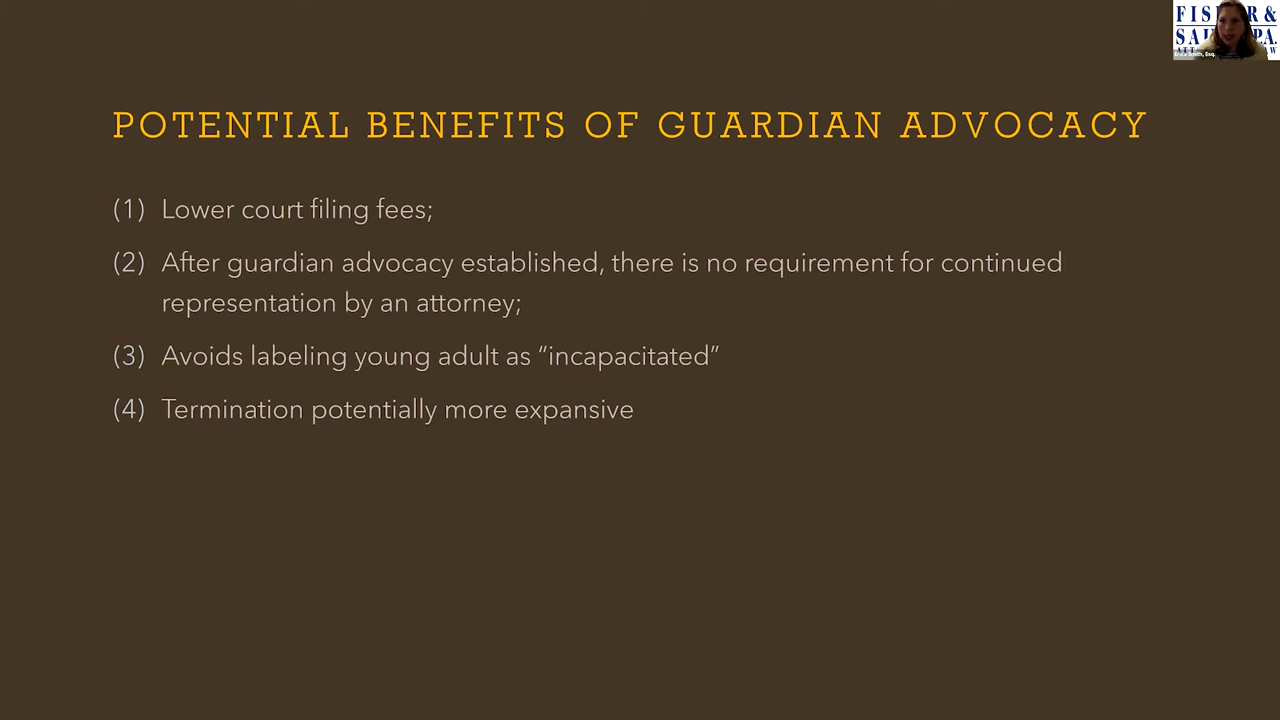 POTENTIAL BENEFITS OF GUARDIAN ADVOCACY
(1) Lower court filing fees;
(2) After guardian advocacy established, there is no requirement for continued
representation by an attorney;
(3) Avoids labeling young adult as “incapacitated”
(4) Termination potentially more expansive